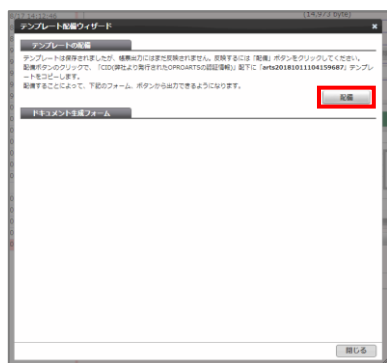 (14,973 byte)
テンプレート配備ウィザード
×
テンプレートの配備
テンプレートは保存されましたが、帳票出力にはまだ反映されません。反映するには「配備」ボタンをクリックしてください。
配備ボタンのクリックで、「CID(弊社より発行されたOPROARTSの認証情報)」配下に「arts20181011104159687」テンプレ
ートをコピーします。
配備することによって、下記のフォーム、ボタンから出力できるようになります。
配備
ドキュメント生成フォーム
閉じる